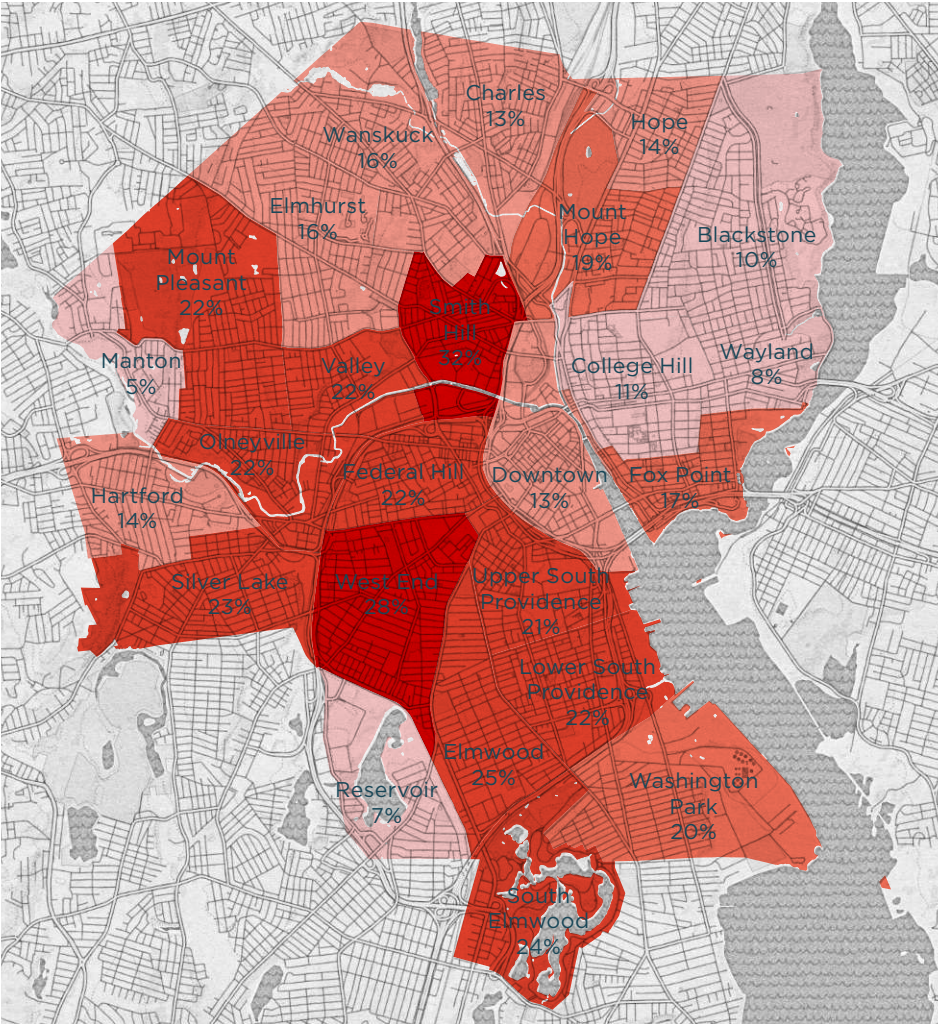 Charles
13%
Wanskuck
16%
Hope
14%
Elmhurst
16%
Mount
Hope
19%
Blackstone
10%
Mount
Pleasant
22%
Smith
Hill
32%
Manton
5%
Valley
22%
College Hill
11%
Wayland
8%
Olneyville
22%
Federal Hill
22%
Downtown
13%
Fox Point
17%
Hartford
14%
Silver Lake
23%
West End
28%
Upper South
Providence
21%
Lower South
Providence
22%
Elmwood
25%
Reservoir
7%
Washington
Park
20%
South
Elmwood
24%